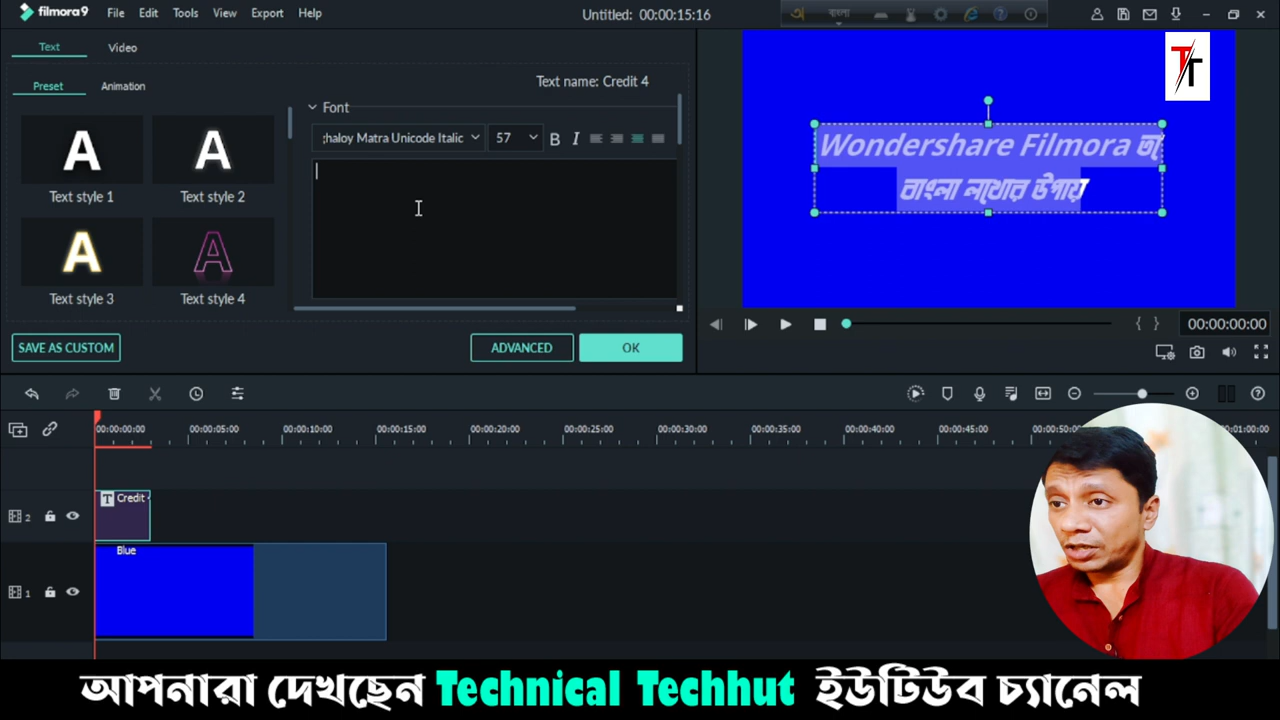 filmora9 File Edit Tools View Export Help Untitled: 00:00:15:16 বাংলা
Text Video
Preset Animation
Text name: Credit 4
Font
haloy Matra Unicode Italic 57 B I
A A
Text style 1 Text style 2
A A
Text style 3 Text style 4
SAVE AS CUSTOM ADVANCED OK
TT
Wondershare Filmora তে
বাংলা লেখার উপায়
00:00:00:00
00:00:00:00 00:00:05:00 00:00:10:00 00:00:15:00 00:00:20:00 00:00:25:00 00:00:30:00 00:00:35:00 00:00:40:00 00:00:45:00 00:00:50:00 00:01:00:00
T Credit 4
2
Blue
1
আপনারা দেখছেন Technical Techhut ইউটিউব চ্যানেল